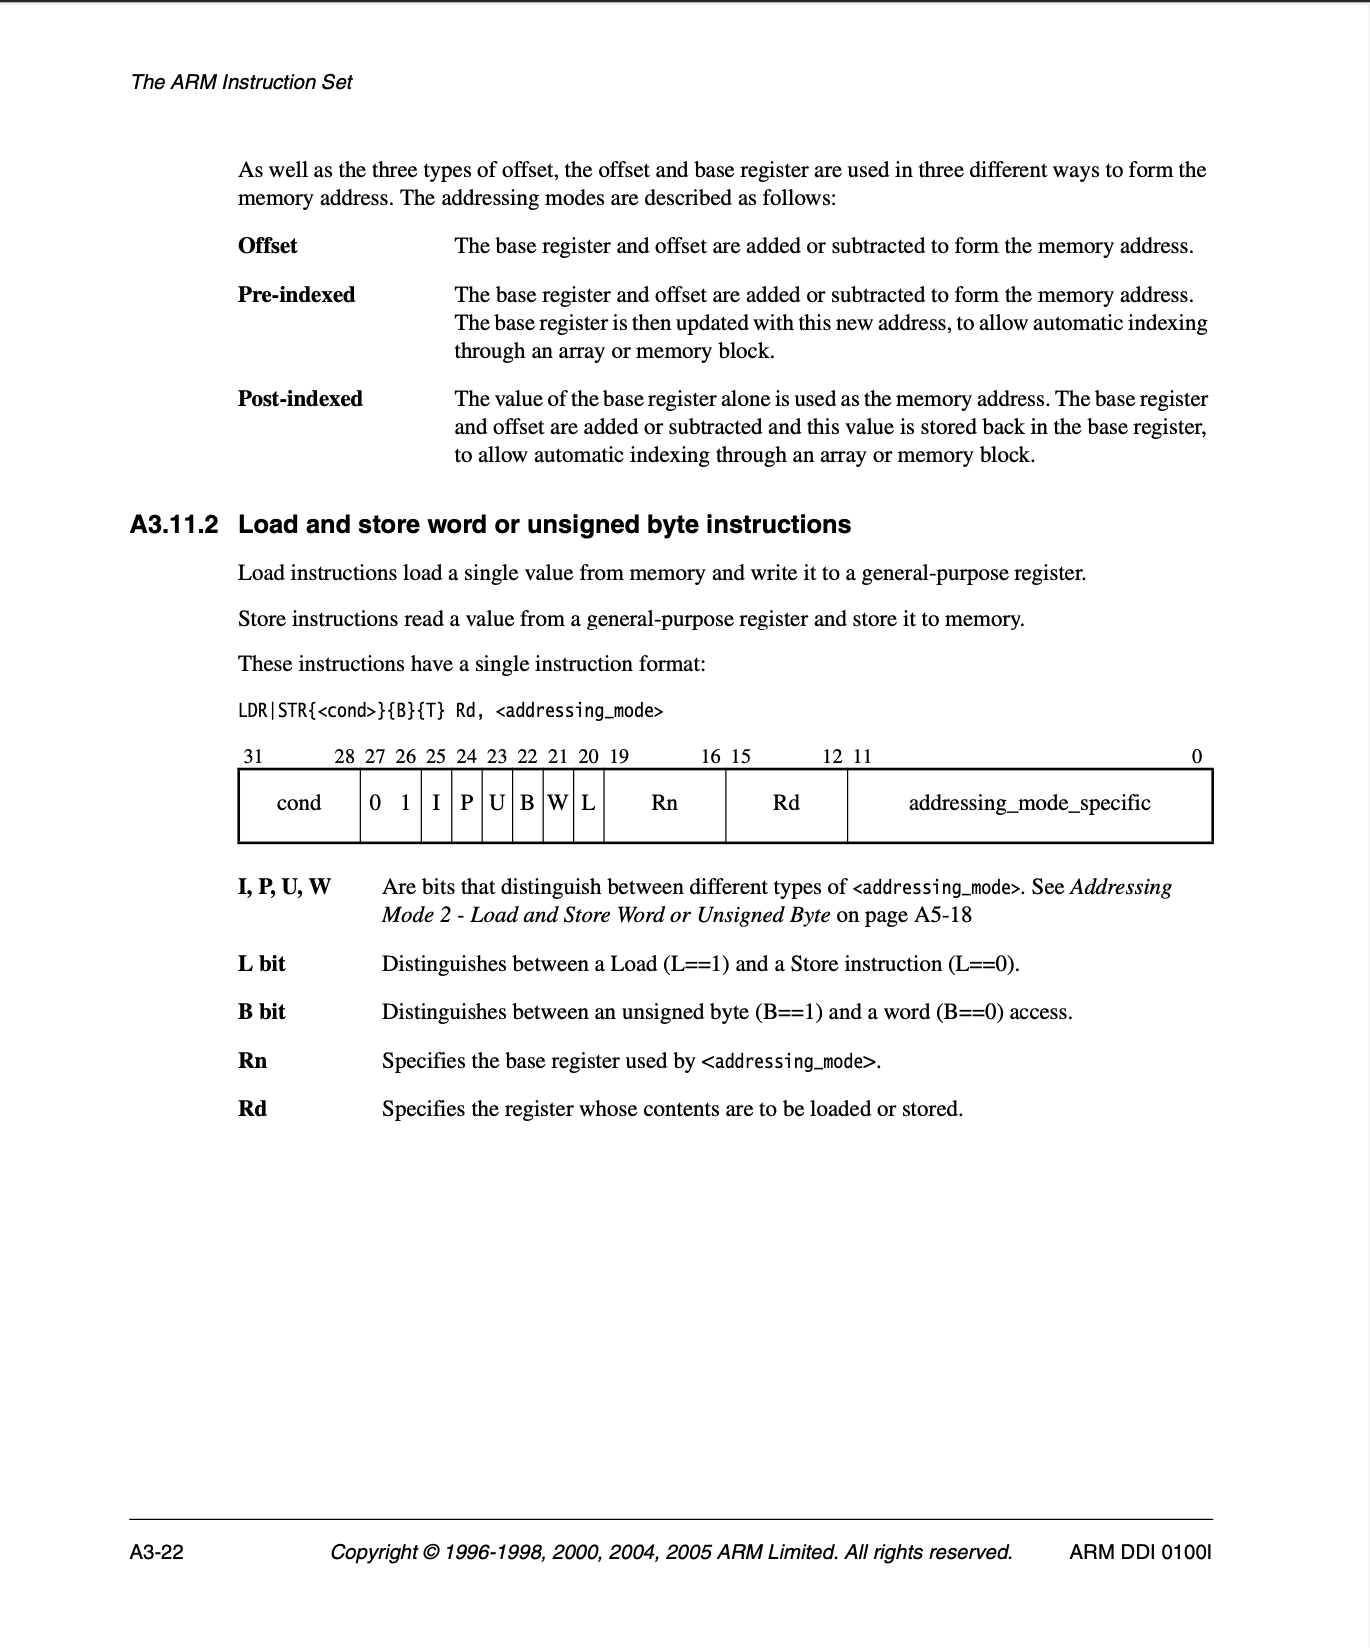 The ARM Instruction Set
As well as the three types of offset, the offset and base register are used in three different ways to form the
memory address. The addressing modes are described as follows:
Offset The base register and offset are added or subtracted to form the memory address.
Pre-indexed The base register and offset are added or subtracted to form the memory address.
The base register is then updated with this new address, to allow automatic indexing
through an array or memory block.
Post-indexed The value of the base register alone is used as the memory address. The base register
and offset are added or subtracted and this value is stored back in the base register,
to allow automatic indexing through an array or memory block.
A3.11.2 Load and store word or unsigned byte instructions
Load instructions load a single value from memory and write it to a general-purpose register.
Store instructions read a value from a general-purpose register and store it to memory.
These instructions have a single instruction format:
LDR|STR{<cond>}{B}{T} Rd, <addressing_mode>
31 28 27 26 25 24 23 22 21 20 19 16 15 12 11 0
cond 0 1 I P U B W L Rn Rd addressing_mode_specific
I, P, U, W Are bits that distinguish between different types of <addressing_mode>. See Addressing
Mode 2 - Load and Store Word or Unsigned Byte on page A5-18
L bit Distinguishes between a Load (L==1) and a Store instruction (L==0).
B bit Distinguishes between an unsigned byte (B==1) and a word (B==0) access.
Rn Specifies the base register used by <addressing_mode>.
Rd Specifies the register whose contents are to be loaded or stored.
A3-22 Copyright © 1996-1998, 2000, 2004, 2005 ARM Limited. All rights reserved. ARM DDI 0100I